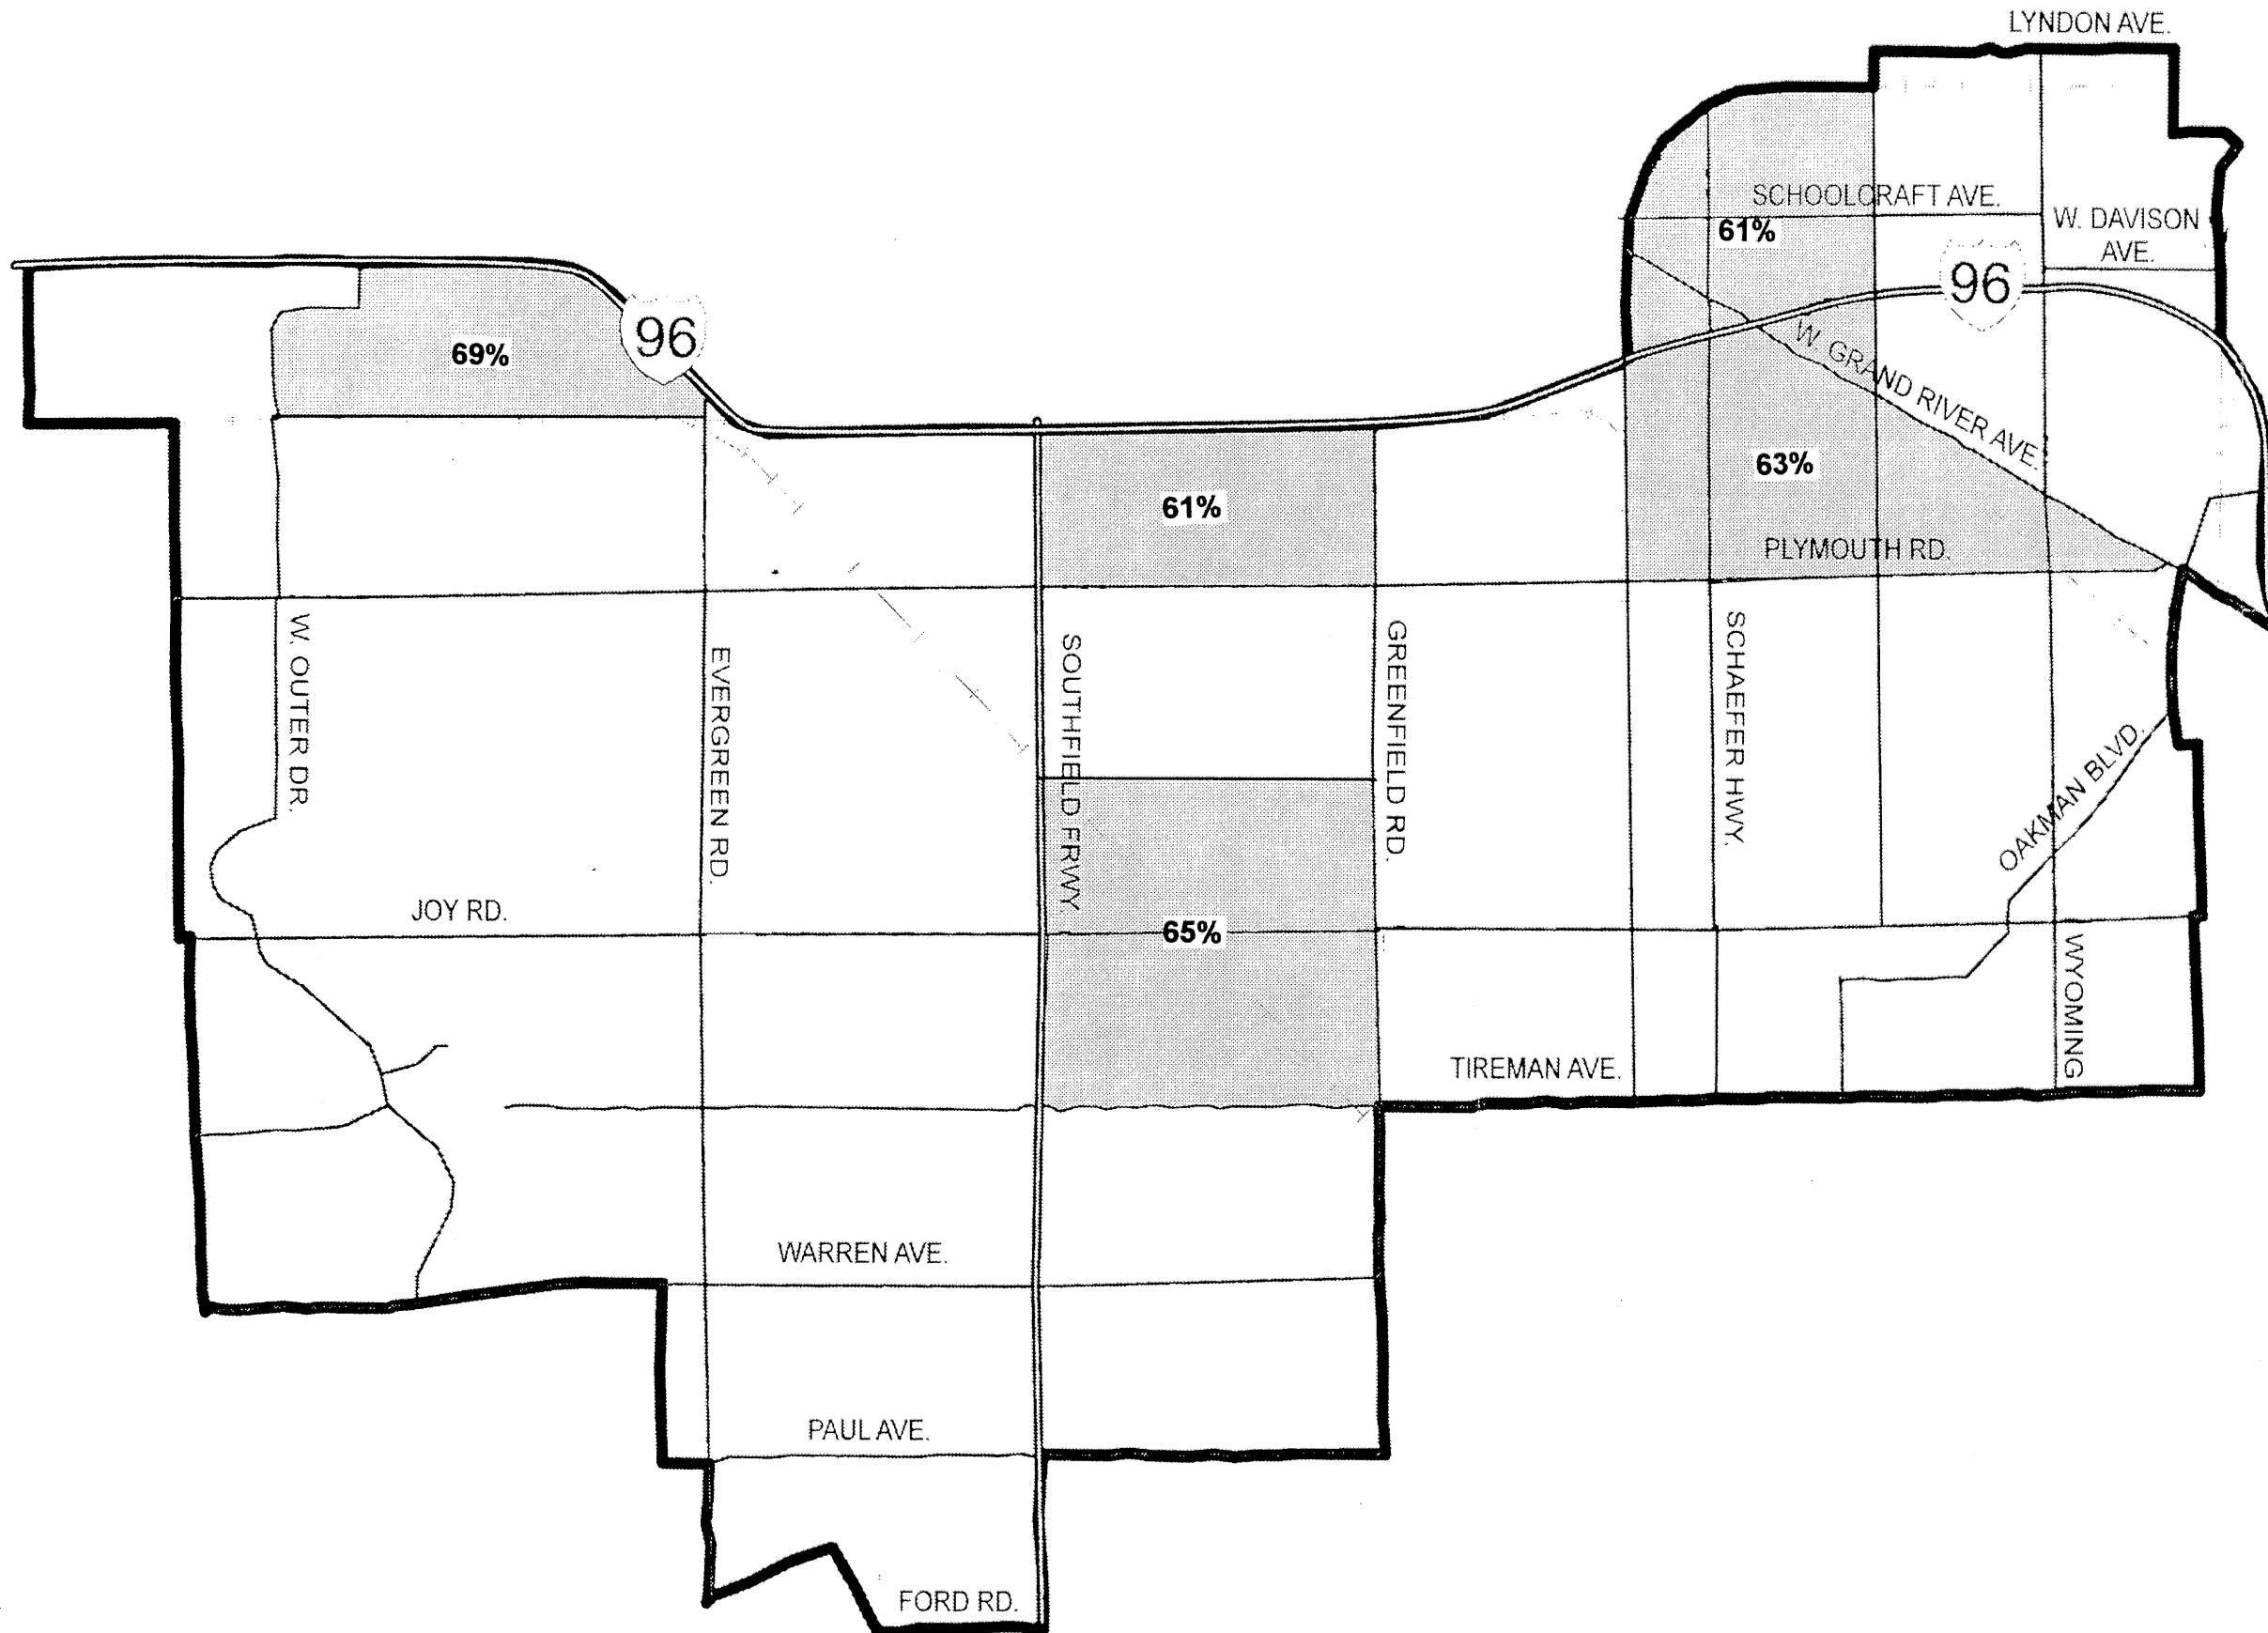 LYNDON AVE.
SCHOOLCRAFT AVE.
61%
W. DAVISON
AVE.
96
96
69%
W. GRAND RIVER AVE.
63%
61%
PLYMOUTH RD.
W. OUTER DR.
EVERGREEN RD.
SOUTHFIELD FRWY.
GREENFIELD RD.
SCHAEFER HWY.
OAKMAN BLVD.
JOY RD.
65%
WYOMING
TIREMAN AVE.
WARREN AVE.
PAUL AVE.
FORD RD.